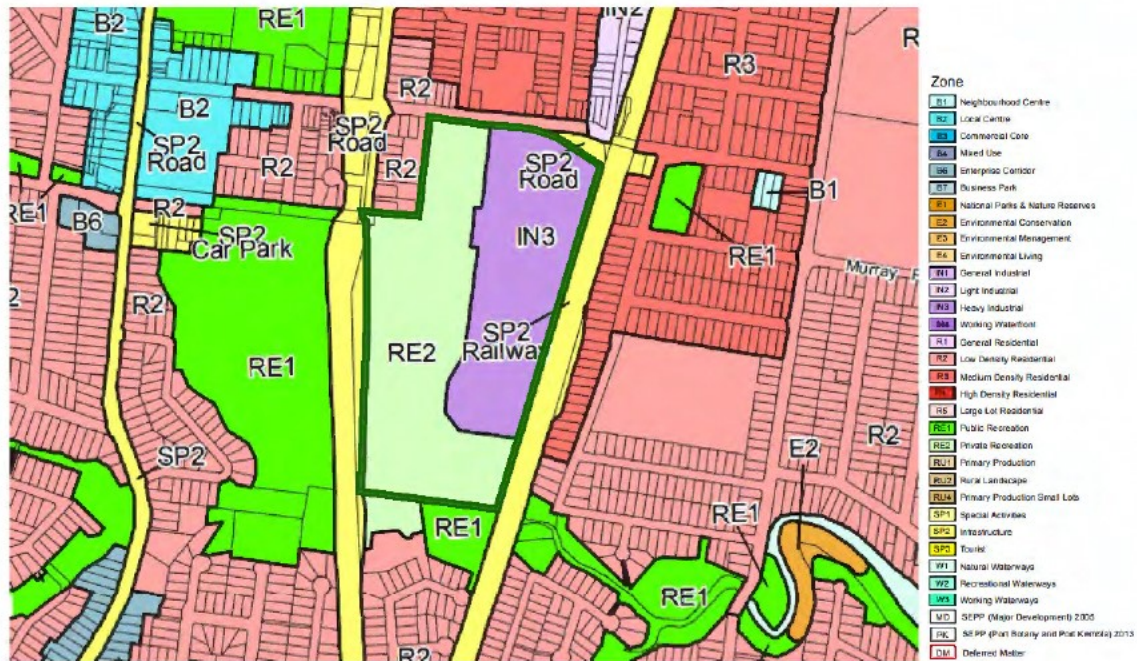 B2
RE1
IN2
R
R3
B2
R2
SP2
Road
SP2
Road
R2
R2
SP2
Road
B1
RE1
R2
B6
SP2
Car Park
IN3
RE1
Murray
2
R2
SP2
Railway
RE2
RE1
E2
R2
SP2
RE1
RE1
RE1
R2
Zone
B1 Neighbourhood Centre
B2 Local Centre
B3 Commercial Core
B4 Mixed Use
B6 Enterprise Corridor
B7 Business Park
E1 National Parks & Nature Reserves
E2 Environmental Conservation
E3 Environmental Management
E4 Environmental Living
IN1 General Industrial
IN2 Light Industrial
IN3 Heavy Industrial
Working Waterfront
R1 General Residential
R2 Low Density Residential
R3 Medium Density Residential
R4 High Density Residential
R5 Large Lot Residential
RE1 Public Recreation
RE2 Private Recreation
RU1 Primary Production
RU2 Rural Landscape
RU4 Primary Production Small Lots
SP1 Special Activities
SP2 Infrastructure
SP3 Tourist
W1 Natural Waterways
W2 Recreational Waterways
W3 Working Waterways
MD SEPP (Major Development) 2005
PK SEPP (Port Botany and Port Kembla) 2013
DM Deferred Matter